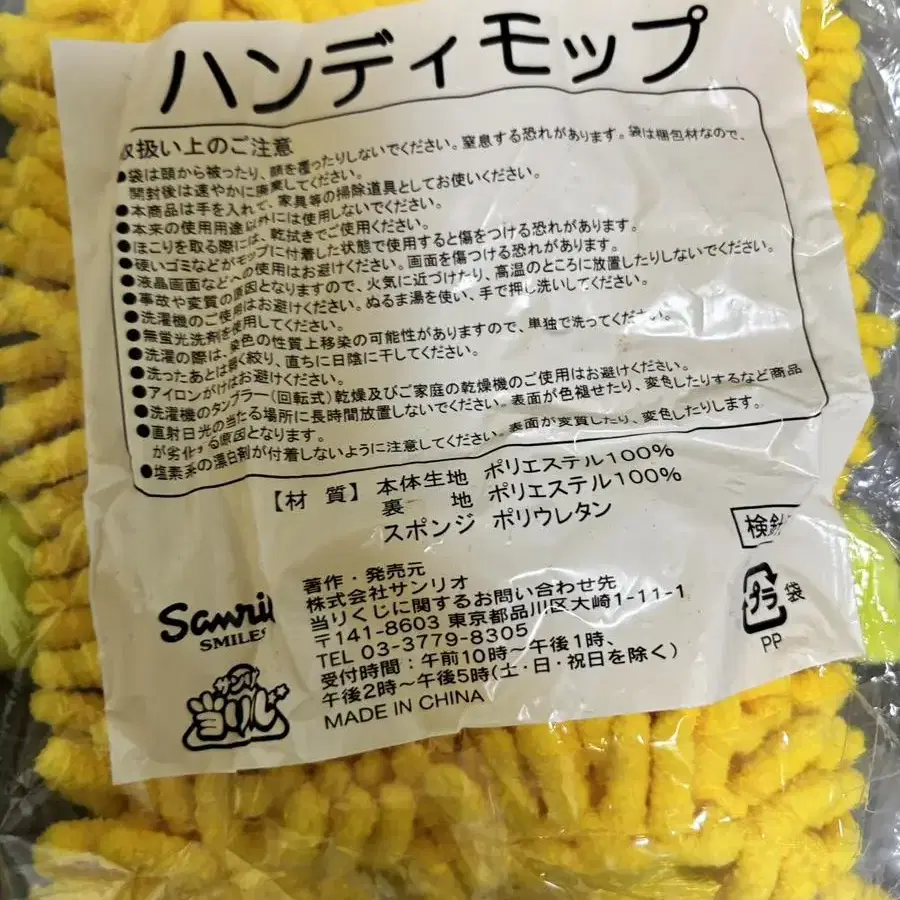 ハンディモップ
取扱い上のご注意
●袋は頭から被ったり、顔を覆ったりしないでください。窒息する恐れがあります。袋は梱包材なので、
開封後は速やかに廃棄してください。
●本商品は手を入れて、家具等の掃除道具としてお使いください。
●本来の使用用途以外には使用しないでください。
●ほこりを取る際には、乾拭きでご使用ください。
●硬いゴミなどがモップに付着した状態で使用すると傷をつける恐れがあります。
●液晶画面などへの使用はお避けください。画面を傷つける恐れがあります。
●事故や変質の原因となりますので、火気に近づけたり、高温のところに放置したりしないでください。
●洗濯機のご使用はお避けください。ぬるま湯を使い、手で押し洗いしてください。
●無蛍光洗剤を使用してください。
●洗濯の際は、染色の性質上移染の可能性がありますので、単独で洗ってください。
●洗ったあとは軽く絞り、直ちに日陰に干してください。
●アイロンがけはお避けください。
●洗濯機のタンブラー(回転式)乾燥及びご家庭の乾燥機のご使用はお避けください。
●直射日光の当たる場所に長時間放置しないでください。表面が色褪せたり、変色したりするなど商品
が劣化する原因となります。
●塩素系の漂白剤が付着しないように注意してください。表面が変質したり、変色したりします。
【材 質】 本体生地 ポリエステル100%
裏 地 ポリエステル100%
スポンジ ポリウレタン
検針
Sanrio
SMILES
サンリオ
当りくじ
著作・発売元
株式会社サンリオ
当りくじに関するお問い合わせ先
〒141-8603 東京都品川区大崎1-11-1
TEL 03-3779-8305
受付時間：午前10時～午後1時、
午後2時～午後5時(土・日・祝日を除く)
MADE IN CHINA
プラ
袋
PP